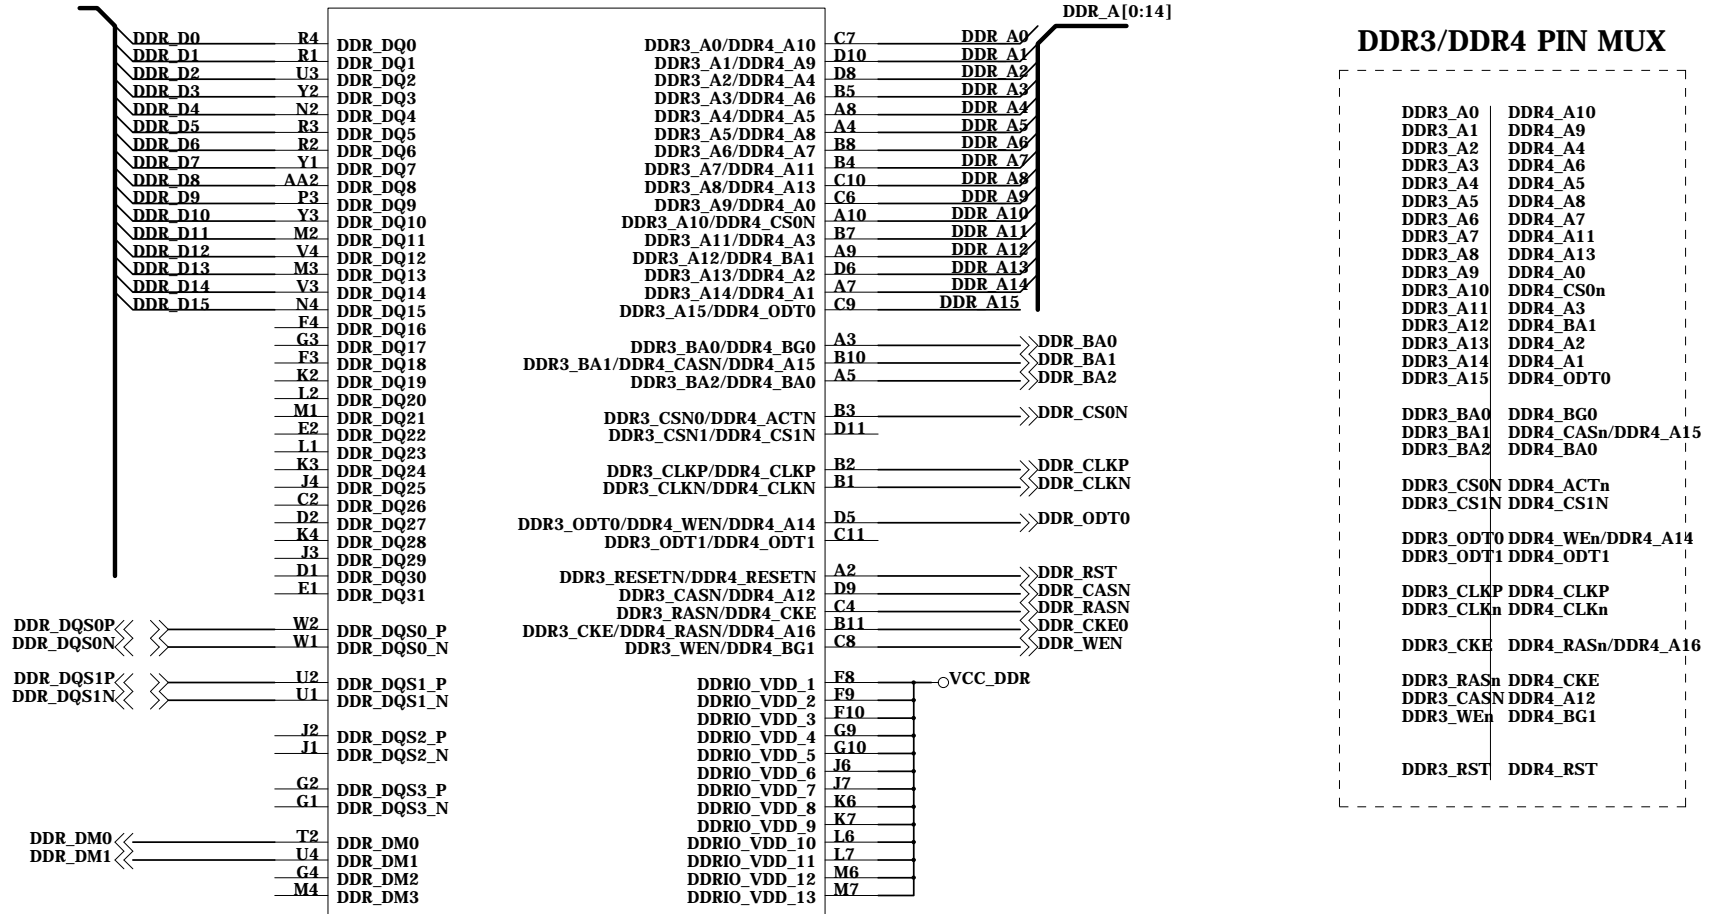 DDR_A[0:14]
DDR3/DDR4 PIN MUX
DDR_D0 R4 DDR_DQ0
DDR_D1 R1 DDR_DQ1
DDR_D2 U3 DDR_DQ2
DDR_D3 Y2 DDR_DQ3
DDR_D4 N2 DDR_DQ4
DDR_D5 R3 DDR_DQ5
DDR_D6 R2 DDR_DQ6
DDR_D7 Y1 DDR_DQ7
DDR_D8 AA2 DDR_DQ8
DDR_D9 P3 DDR_DQ9
DDR_D10 Y3 DDR_DQ10
DDR_D11 M2 DDR_DQ11
DDR_D12 V4 DDR_DQ12
DDR_D13 M3 DDR_DQ13
DDR_D14 V3 DDR_DQ14
DDR_D15 N4 DDR_DQ15
F4 DDR_DQ16
G3 DDR_DQ17
F3 DDR_DQ18
K2 DDR_DQ19
L2 DDR_DQ20
M1 DDR_DQ21
E2 DDR_DQ22
L1 DDR_DQ23
K3 DDR_DQ24
J4 DDR_DQ25
C2 DDR_DQ26
D2 DDR_DQ27
K4 DDR_DQ28
J3 DDR_DQ29
D1 DDR_DQ30
E1 DDR_DQ31
DDR_DQS0P W2 DDR_DQS0_P
DDR_DQS0N W1 DDR_DQS0_N
DDR_DQS1P U2 DDR_DQS1_P
DDR_DQS1N U1 DDR_DQS1_N
J2 DDR_DQS2_P
J1 DDR_DQS2_N
G2 DDR_DQS3_P
G1 DDR_DQS3_N
DDR_DM0 T2 DDR_DM0
DDR_DM1 U4 DDR_DM1
G4 DDR_DM2
M4 DDR_DM3
DDR3_A0/DDR4_A10 C7 DDR_A0
DDR3_A1/DDR4_A9 D10 DDR_A1
DDR3_A2/DDR4_A4 D8 DDR_A2
DDR3_A3/DDR4_A6 B5 DDR_A3
DDR3_A4/DDR4_A5 A8 DDR_A4
DDR3_A5/DDR4_A8 A4 DDR_A5
DDR3_A6/DDR4_A7 B8 DDR_A6
DDR3_A7/DDR4_A11 B4 DDR_A7
DDR3_A8/DDR4_A13 C10 DDR_A8
DDR3_A9/DDR4_A0 C6 DDR_A9
DDR3_A10/DDR4_CS0N A10 DDR_A10
DDR3_A11/DDR4_A3 B7 DDR_A11
DDR3_A12/DDR4_BA1 A9 DDR_A12
DDR3_A13/DDR4_A2 D6 DDR_A13
DDR3_A14/DDR4_A1 A7 DDR_A14
DDR3_A15/DDR4_ODT0 C9 DDR_A15
DDR3_BA0/DDR4_BG0 A3 DDR_BA0
DDR3_BA1/DDR4_CASN/DDR4_A15 B10 DDR_BA1
DDR3_BA2/DDR4_BA0 A5 DDR_BA2
DDR3_CSN0/DDR4_ACTN B3 DDR_CS0N
DDR3_CSN1/DDR4_CS1N D11
DDR3_CLKP/DDR4_CLKP B2 DDR_CLKP
DDR3_CLKN/DDR4_CLKN B1 DDR_CLKN
DDR3_ODT0/DDR4_WEN/DDR4_A14 D5 DDR_ODT0
DDR3_ODT1/DDR4_ODT1 C11
DDR3_RESETN/DDR4_RESETN A2 DDR_RST
DDR3_CASN/DDR4_A12 D9 DDR_CASN
DDR3_RASN/DDR4_CKE C4 DDR_RASN
DDR3_CKE/DDR4_RASN/DDR4_A16 B11 DDR_CKE0
DDR3_WEN/DDR4_BG1 C8 DDR_WEN
DDRIO_VDD_1 F8 VCC_DDR
DDRIO_VDD_2 F9
DDRIO_VDD_3 F10
DDRIO_VDD_4 G9
DDRIO_VDD_5 G10
DDRIO_VDD_6 J6
DDRIO_VDD_7 J7
DDRIO_VDD_8 K6
DDRIO_VDD_9 K7
DDRIO_VDD_10 L6
DDRIO_VDD_11 L7
DDRIO_VDD_12 M6
DDRIO_VDD_13 M7
DDR3_A0 DDR4_A10
DDR3_A1 DDR4_A9
DDR3_A2 DDR4_A4
DDR3_A3 DDR4_A6
DDR3_A4 DDR4_A5
DDR3_A5 DDR4_A8
DDR3_A6 DDR4_A7
DDR3_A7 DDR4_A11
DDR3_A8 DDR4_A13
DDR3_A9 DDR4_A0
DDR3_A10 DDR4_CS0n
DDR3_A11 DDR4_A3
DDR3_A12 DDR4_BA1
DDR3_A13 DDR4_A2
DDR3_A14 DDR4_A1
DDR3_A15 DDR4_ODT0
DDR3_BA0 DDR4_BG0
DDR3_BA1 DDR4_CASn/DDR4_A15
DDR3_BA2 DDR4_BA0
DDR3_CS0N DDR4_ACTn
DDR3_CS1N DDR4_CS1N
DDR3_ODT0 DDR4_WEn/DDR4_A14
DDR3_ODT1 DDR4_ODT1
DDR3_CLKP DDR4_CLKP
DDR3_CLKn DDR4_CLKn
DDR3_CKE DDR4_RASn/DDR4_A16
DDR3_RASn DDR4_CKE
DDR3_CASN DDR4_A12
DDR3_WEn DDR4_BG1
DDR3_RST DDR4_RST